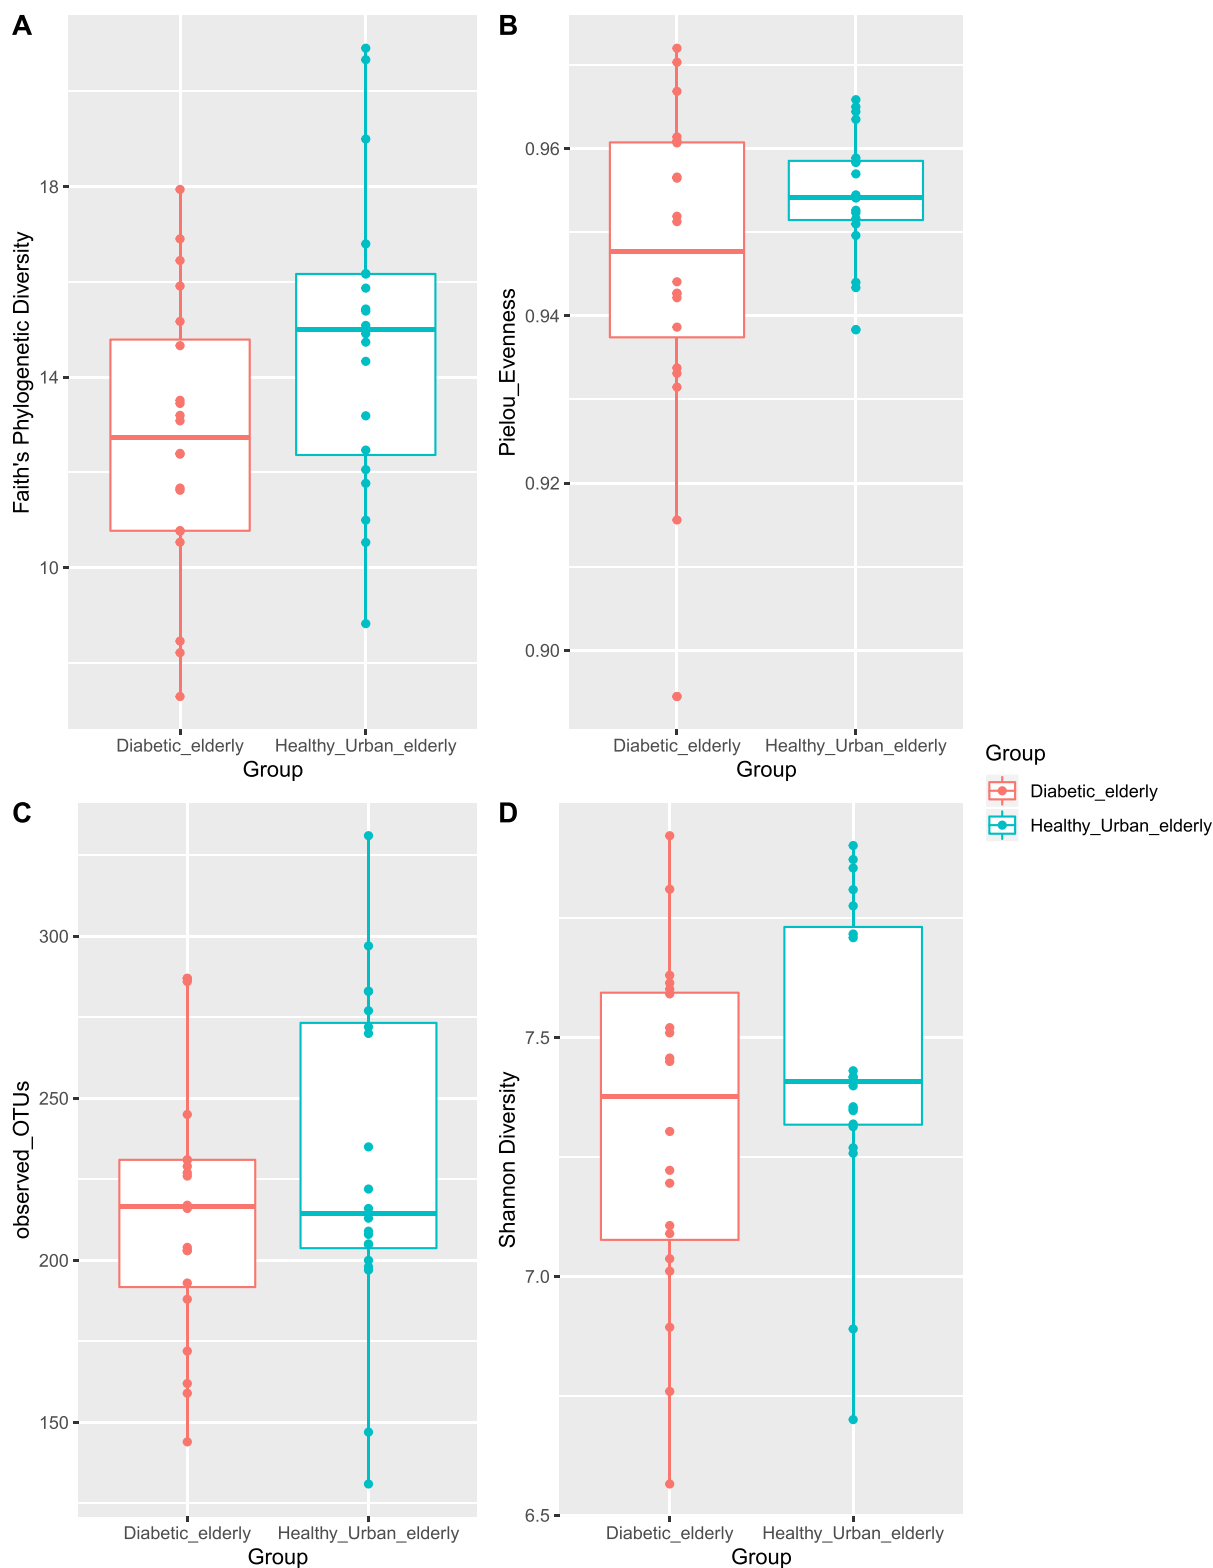 A
Faith's Phylogenetic Diversity
18
14
10
Diabetic_elderly Healthy_Urban_elderly
Group
B
Pielou_Evenness
0.96
0.94
0.92
0.90
Diabetic_elderly Healthy_Urban_elderly
Group
Group
Diabetic_elderly
Healthy_Urban_elderly
C
observed_OTUs
300
250
200
150
Diabetic_elderly Healthy_Urban_elderly
Group
D
Shannon Diversity
7.5
7.0
6.5
Diabetic_elderly Healthy_Urban_elderly
Group